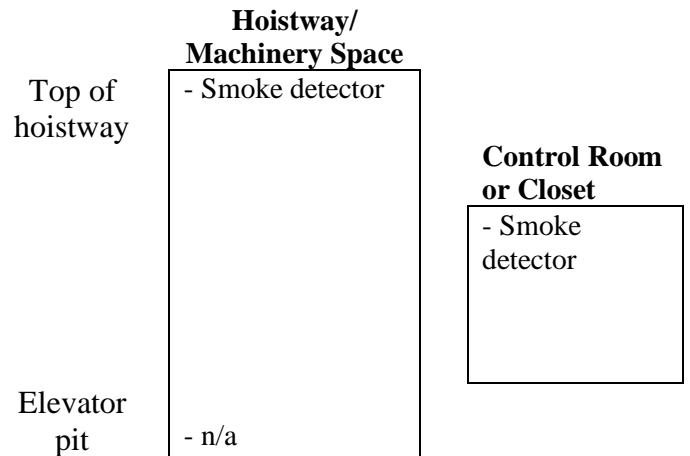 Hoistway/
Machinery Space
Top of
hoistway
- Smoke detector
Control Room
or Closet
- Smoke
detector
Elevator
pit
- n/a